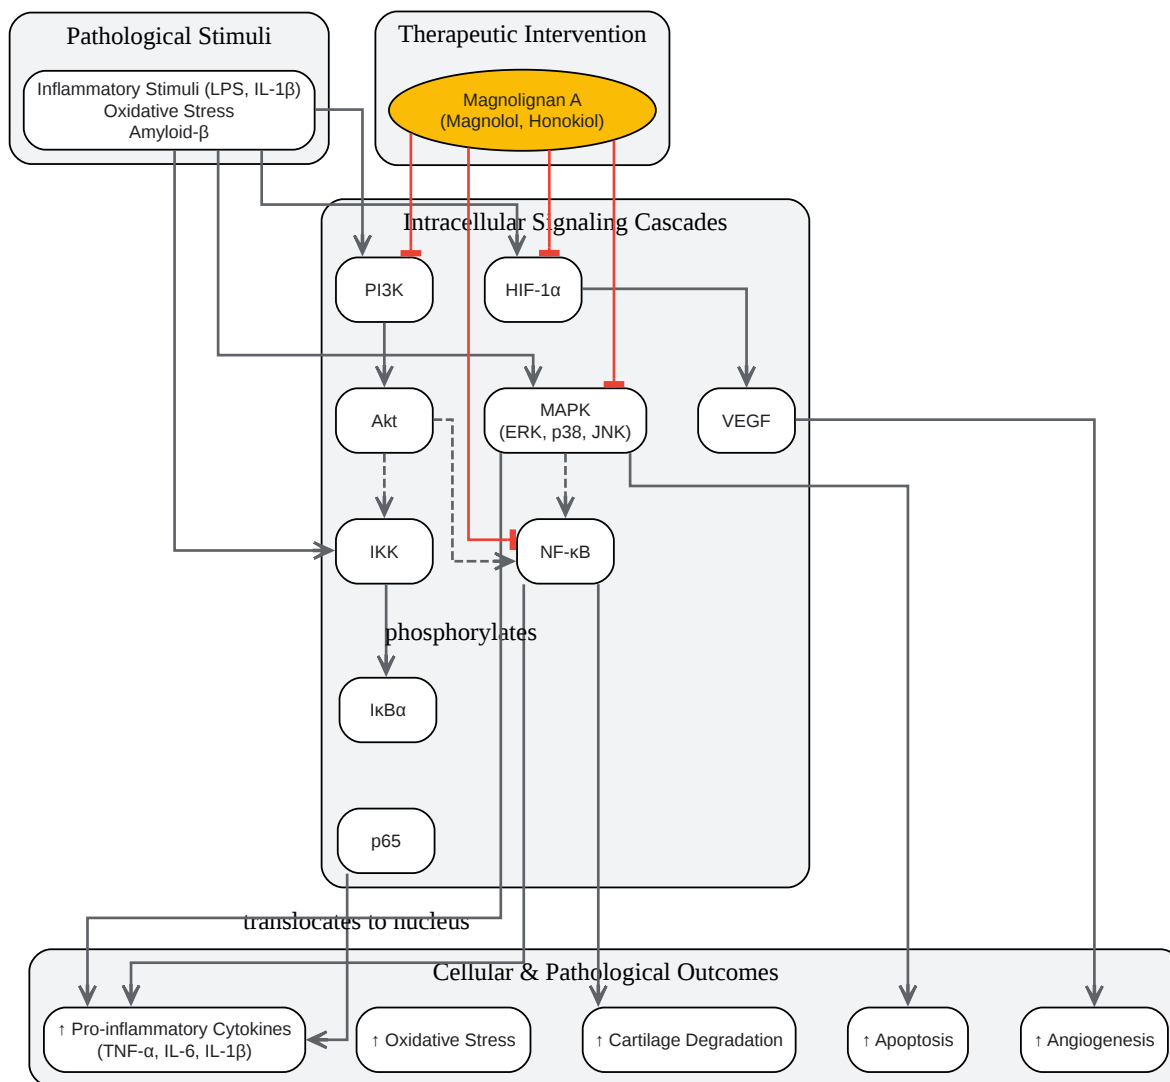 Pathological Stimuli
Inflammatory Stimuli (LPS, IL-1β)
Oxidative Stress
Amyloid-β
Therapeutic Intervention
Magnolignan A
(Magnolol, Honokiol)
Intracellular Signaling Cascades
PI3K
HIF-1α
Akt
MAPK
(ERK, p38, JNK)
VEGF
IKK
NF-κB
phosphorylates
IκBα
p65
translocates to nucleus
Cellular & Pathological Outcomes
↑ Pro-inflammatory Cytokines
(TNF-α, IL-6, IL-1β)
↑ Oxidative Stress
↑ Cartilage Degradation
↑ Apoptosis
↑ Angiogenesis